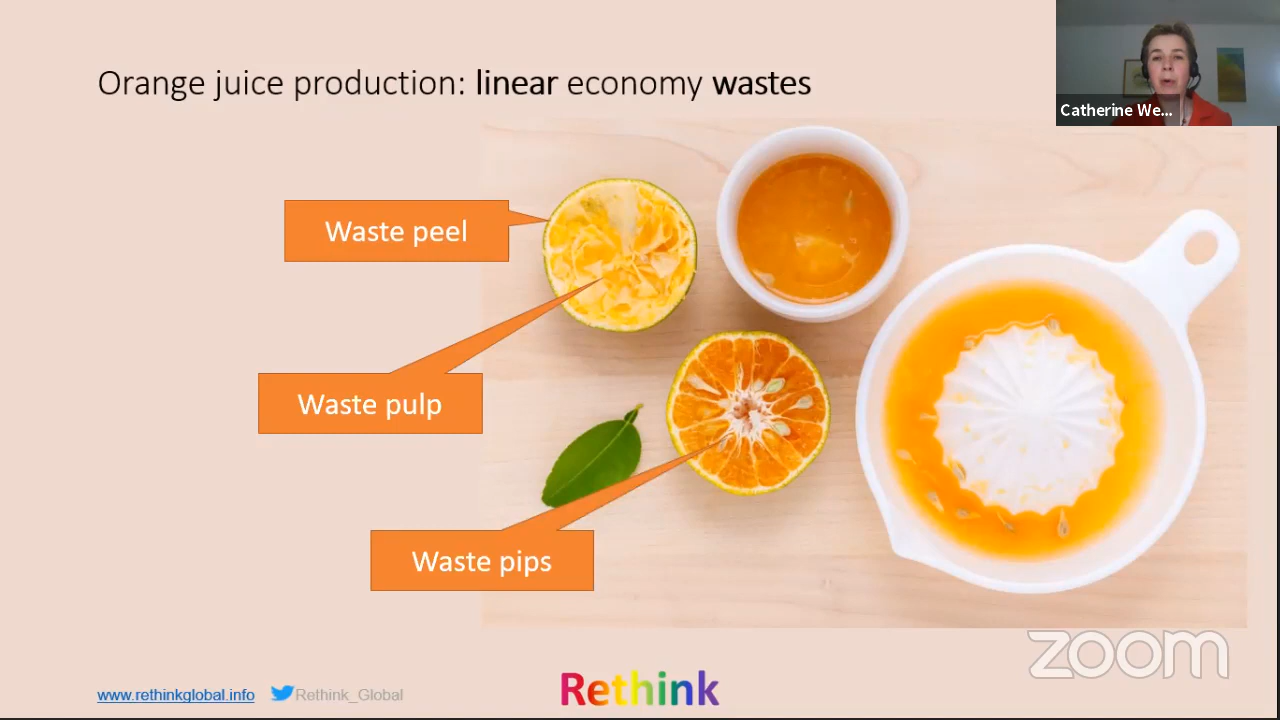 Orange juice production: linear economy wastes
Catherine We...
Waste peel
Waste pulp
Waste pips
zoom
www.rethinkglobal.info
Rethink_Global
Rethink